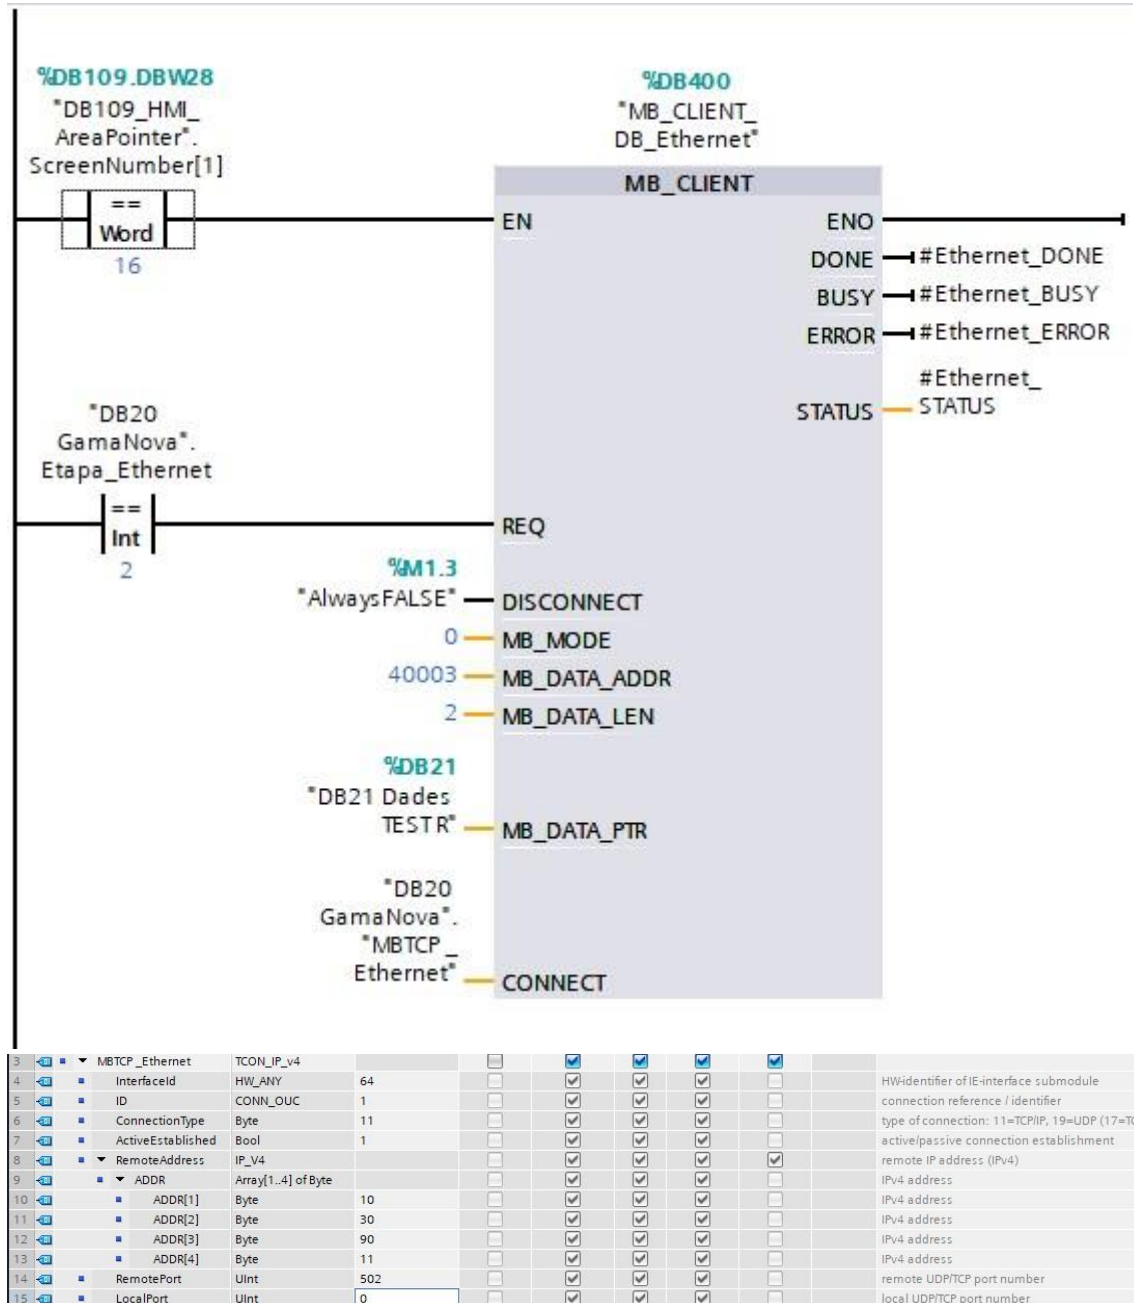 %DB109.DBW28
"DB109_HMI_
AreaPointer".
ScreenNumber[1]
==
Word
16
%DB400
"MB_CLIENT_
DB_Ethernet"
MB_CLIENT
EN
ENO
DONE
#Ethernet_DONE
BUSY
#Ethernet_BUSY
ERROR
#Ethernet_ERROR
#Ethernet_
STATUS
STATUS
"DB20
GamaNova".
Etapa_Ethernet
==
Int
2
REQ
%M1.3
"AlwaysFALSE"
DISCONNECT
0
MB_MODE
40003
MB_DATA_ADDR
2
MB_DATA_LEN
%DB21
"DB21 Dades
TESTR"
MB_DATA_PTR
"DB20
GamaNova".
"MBTCP_
Ethernet"
CONNECT
3 MBTCP_Ethernet TCON_IP_v4
4 InterfaceId HW_ANY 64 HW-identifier of IE-interface submodule
5 ID CONN_OUC 1 connection reference / identifier
6 ConnectionType Byte 11 type of connection: 11=TCP/IP, 19=UDP (17=TC
7 ActiveEstablished Bool 1 active/passive connection establishment
8 RemoteAddress IP_V4 remote IP address (IPv4)
9 ADDR Array[1..4] of Byte IPv4 address
10 ADDR[1] Byte 10 IPv4 address
11 ADDR[2] Byte 30 IPv4 address
12 ADDR[3] Byte 90 IPv4 address
13 ADDR[4] Byte 11 IPv4 address
14 RemotePort UInt 502 remote UDP/TCP port number
15 LocalPort UInt 0 local UDP/TCP port number